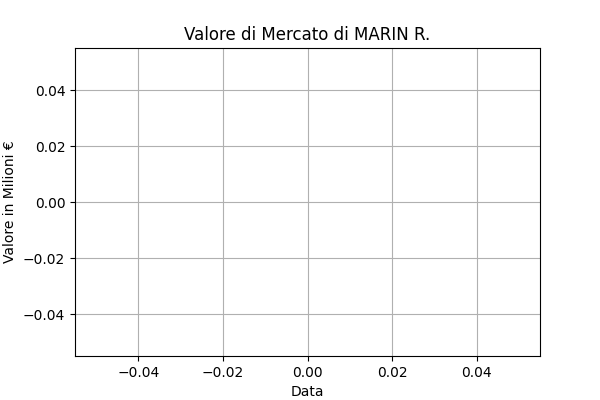 Valore di Mercato di MARIN R.
Valore in Milioni €
0.04
0.02
0.00
−0.02
−0.04
−0.04 −0.02 0.00 0.02 0.04
Data